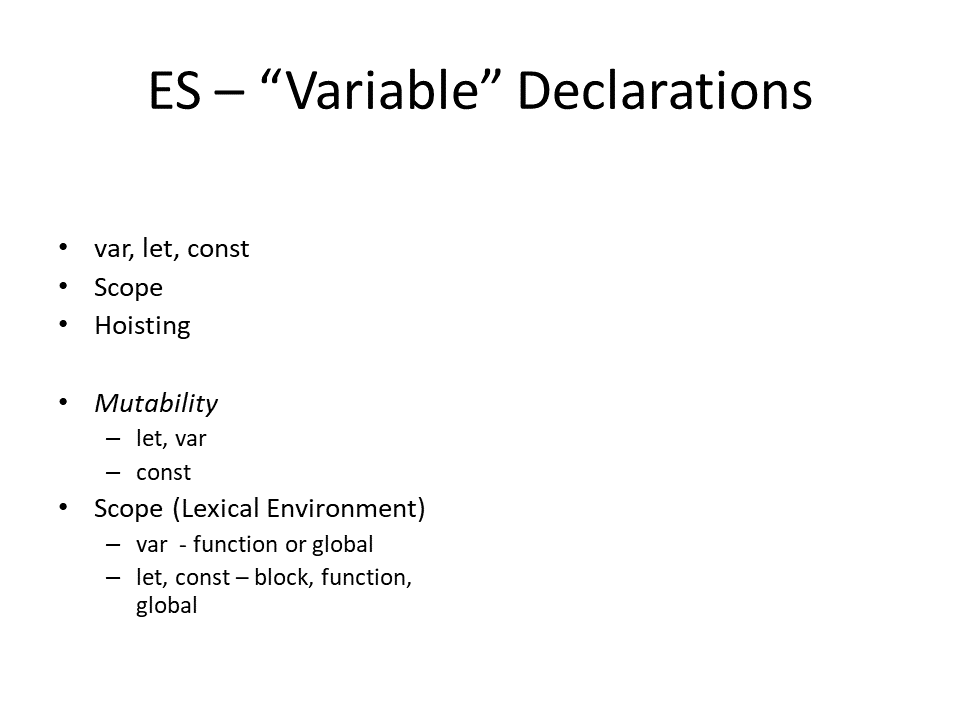 ES – “Variable” Declarations
• var, let, const
• Scope
• Hoisting
• Mutability
– let, var
– const
• Scope (Lexical Environment)
– var  - function or global
– let, const – block, function,
global